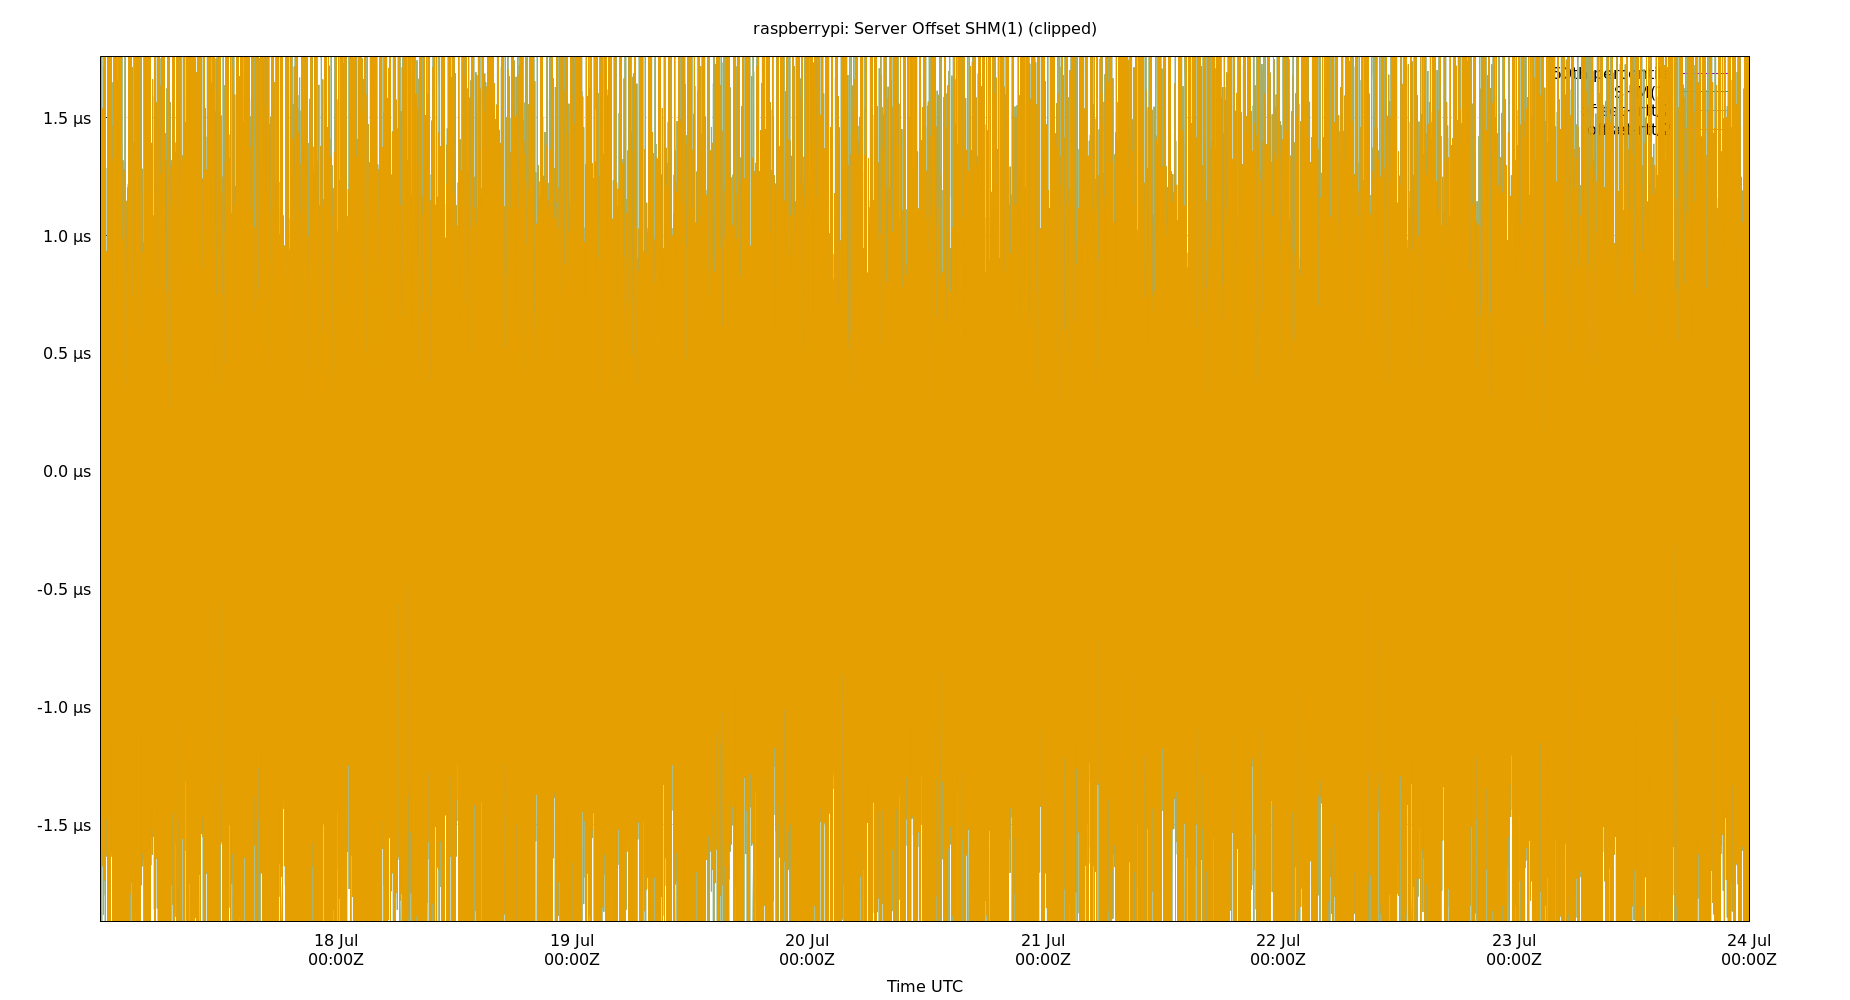 raspberrypi: Server Offset SHM(1) (clipped)
1.5 µs
1.0 µs
0.5 µs
0.0 µs
-0.5 µs
-1.0 µs
-1.5 µs
18 Jul 19 Jul 20 Jul 21 Jul 22 Jul 23 Jul 24 Jul
00:00Z 00:00Z 00:00Z 00:00Z 00:00Z 00:00Z 00:00Z
Time UTC